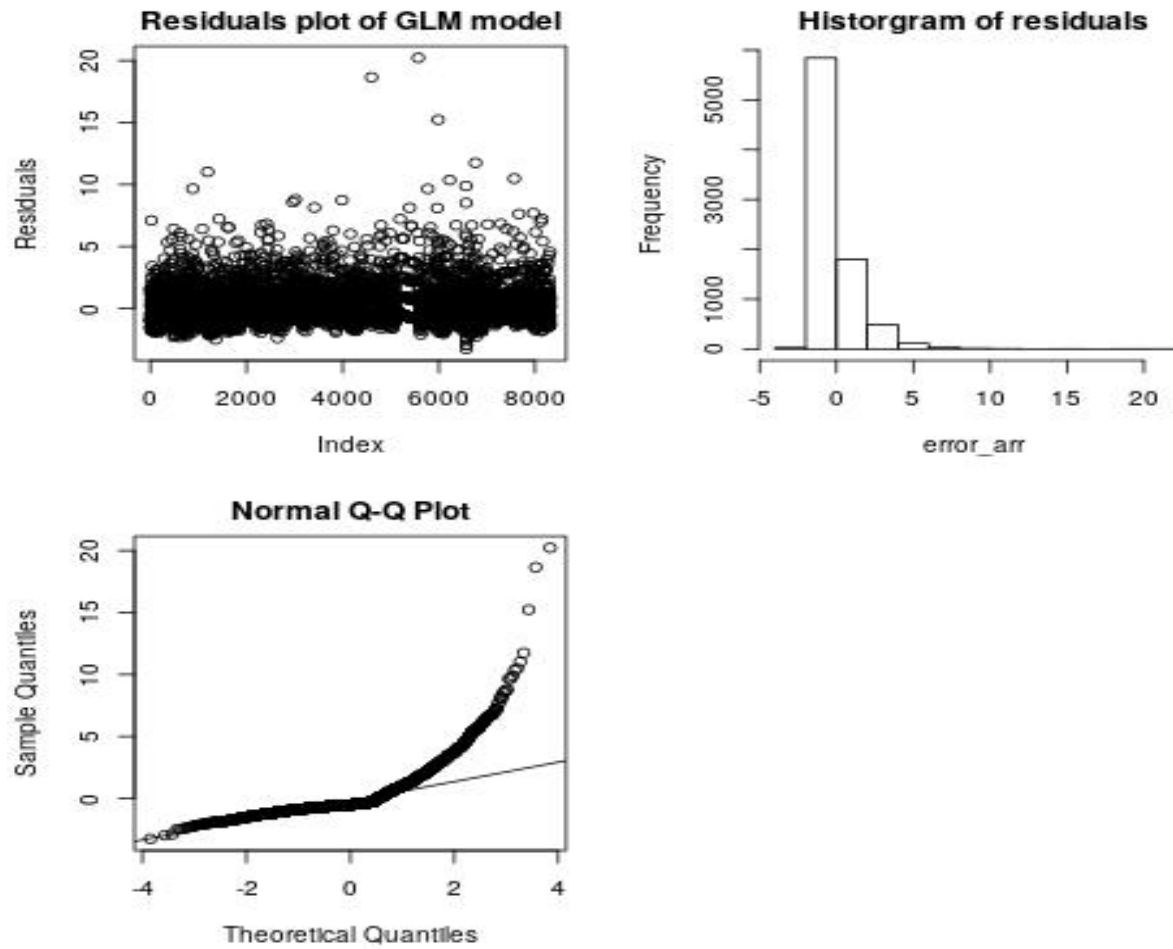 Residuals plot of GLM model
Residuals
20
15
10
5
0
0 2000 4000 6000 8000
Index
Historgram of residuals
Frequency
5000
3000
1000
0
-5 0 5 10 15 20
error_arr
Normal Q-Q Plot
Sample Quantiles
20
15
10
5
0
-4 -2 0 2 4
Theoretical Quantiles